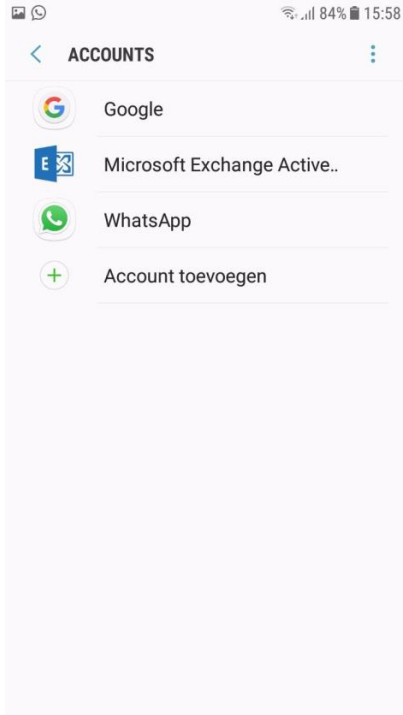 84% 15:58
ACCOUNTS
Google
E Microsoft Exchange Active..
WhatsApp
Account toevoegen